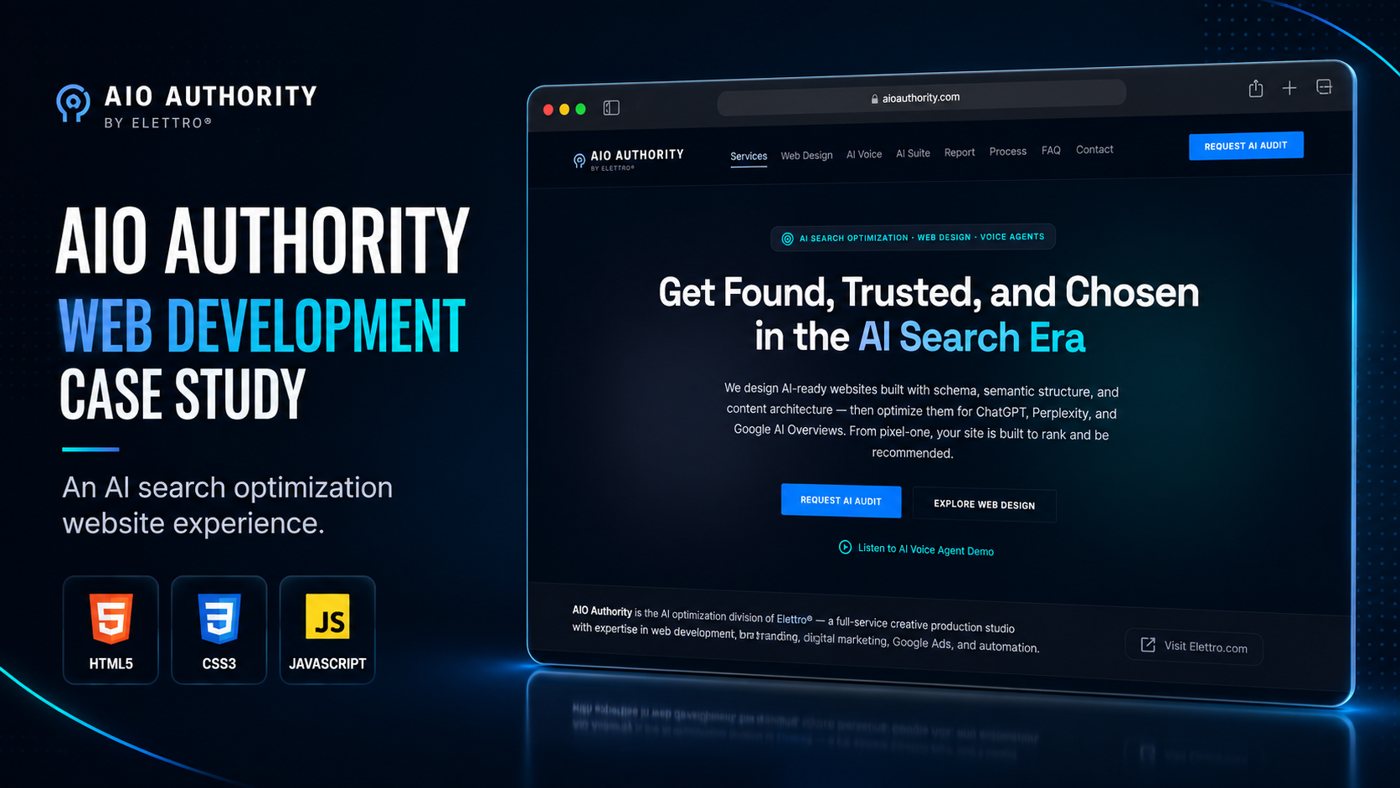 AIO AUTHORITY
BY ELETTRO®
AIO AUTHORITY
WEB DEVELOPMENT
CASE STUDY
An AI search optimization
website experience.
HTML5
CSS3
JS
JAVASCRIPT
aioauthority.com
AIO AUTHORITY
BY ELETTRO®
Services Web Design AI Voice AI Suite Report Process FAQ Contact
REQUEST AI AUDIT
AI SEARCH OPTIMIZATION · WEB DESIGN · VOICE AGENTS
Get Found, Trusted, and Chosen
in the AI Search Era
We design AI-ready websites built with schema, semantic structure, and
content architecture — then optimize them for ChatGPT, Perplexity, and
Google AI Overviews. From pixel-one, your site is built to rank and be
recommended.
REQUEST AI AUDIT
EXPLORE WEB DESIGN
Listen to AI Voice Agent Demo
AIO Authority is the AI optimization division of Elettro® — a full-service creative production studio
with expertise in web development, digital marketing, Google Ads, and automation.
Visit Elettro.com